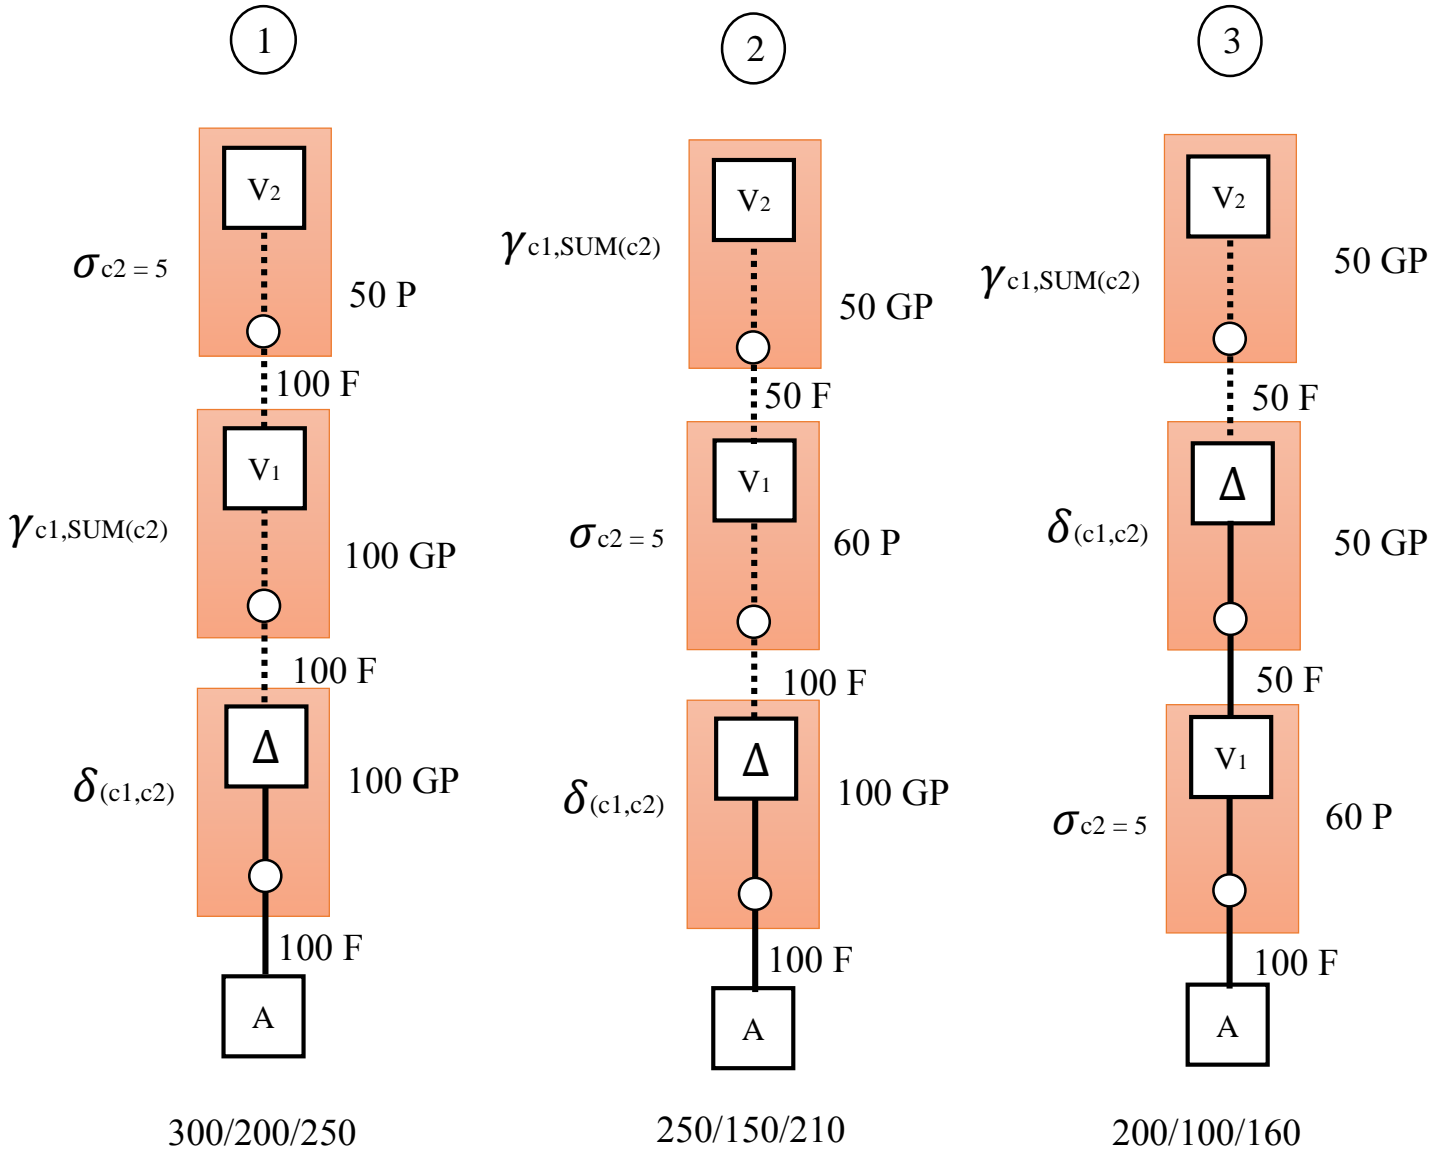 1
V2
σc2 = 5
50 P
100 F
V1
γc1,SUM(c2)
100 GP
100 F
Δ
δ(c1,c2)
100 GP
100 F
A
300/200/250
2
V2
γc1,SUM(c2)
50 GP
50 F
V1
σc2 = 5
60 P
100 F
Δ
δ(c1,c2)
100 GP
100 F
A
250/150/210
3
V2
γc1,SUM(c2)
50 GP
50 F
Δ
δ(c1,c2)
50 GP
50 F
V1
σc2 = 5
60 P
100 F
A
200/100/160